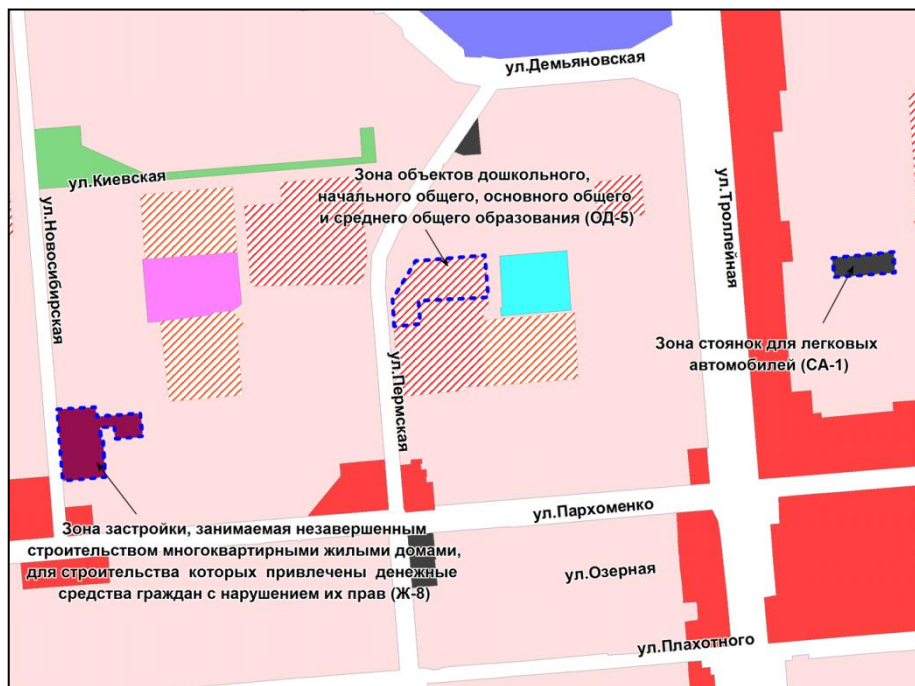 ул.Демьяновская
ул.Киевская
Зона объектов дошкольного,
начального общего, основного общего
и среднего общего образования (ОД-5)
ул.Новосибирская
ул.Троллейная
Зона стоянок для легковых
автомобилей (СА-1)
ул.Пермская
ул.Пархоменко
Зона застройки, занимаемая незавершенным
строительством многоквартирными жилыми домами,
для строительства которых привлечены денежные
средства граждан с нарушением их прав (Ж-8)
ул.Озерная
ул.Плахотного